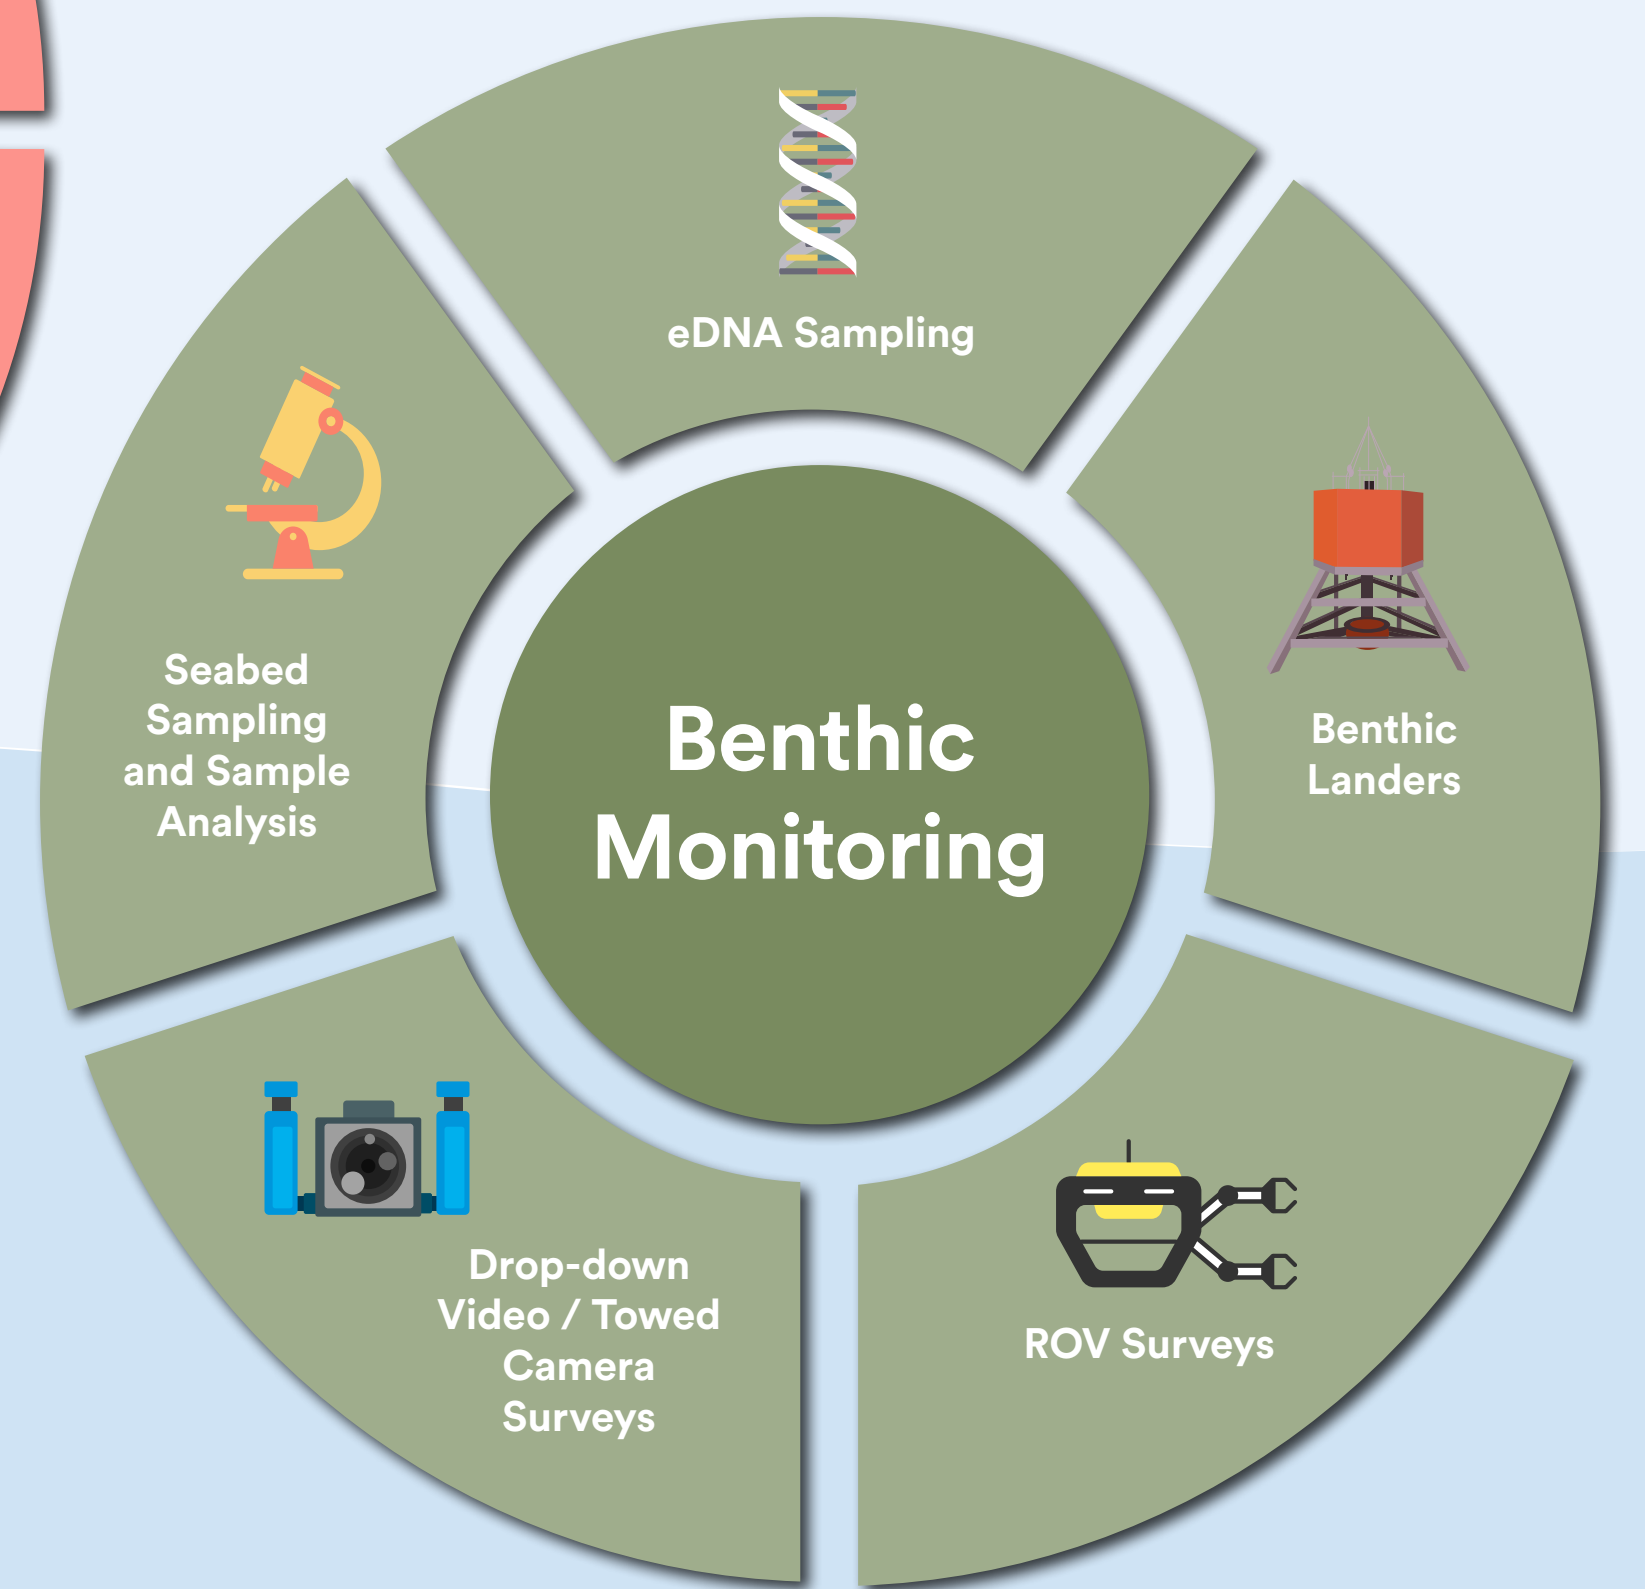 eDNA Sampling
Seabed
Sampling
and Sample
Analysis
Benthic
Monitoring
Benthic
Landers
Drop-down
Video / Towed
Camera
Surveys
ROV Surveys